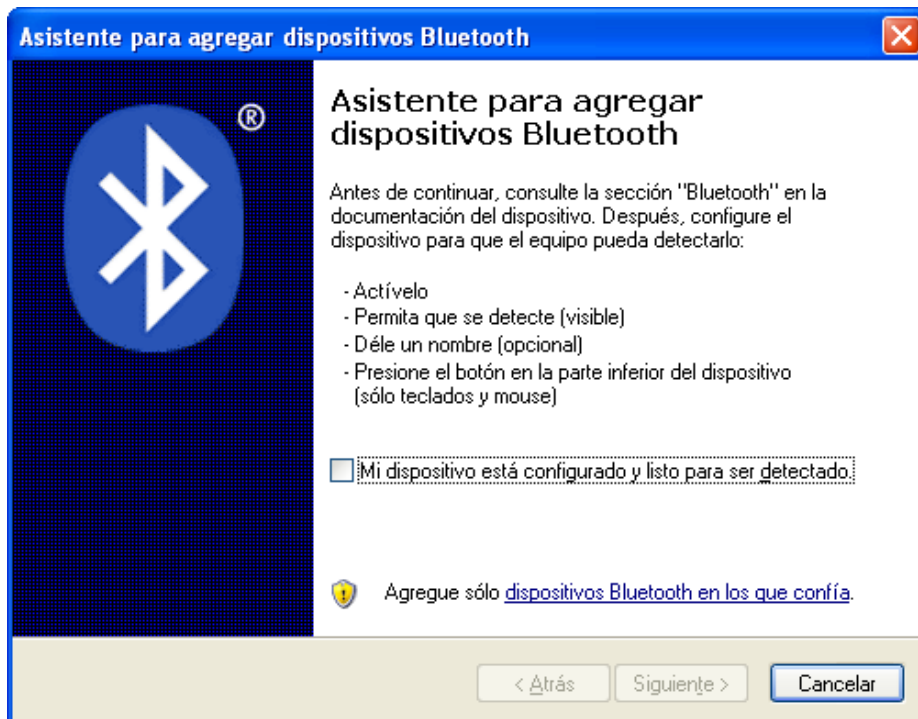 Asistente para agregar dispositivos Bluetooth
®
Asistente para agregar
dispositivos Bluetooth
Antes de continuar, consulte la sección "Bluetooth" en la
documentación del dispositivo. Después, configure el
dispositivo para que el equipo pueda detectarlo:
- Actívelo
- Permita que se detecte (visible)
- Déle un nombre (opcional)
- Presione el botón en la parte inferior del dispositivo
(sólo teclados y mouse)
Mi dispositivo está configurado y listo para ser detectado.
Agregue sólo dispositivos Bluetooth en los que confía.
< Atrás Siguiente > Cancelar